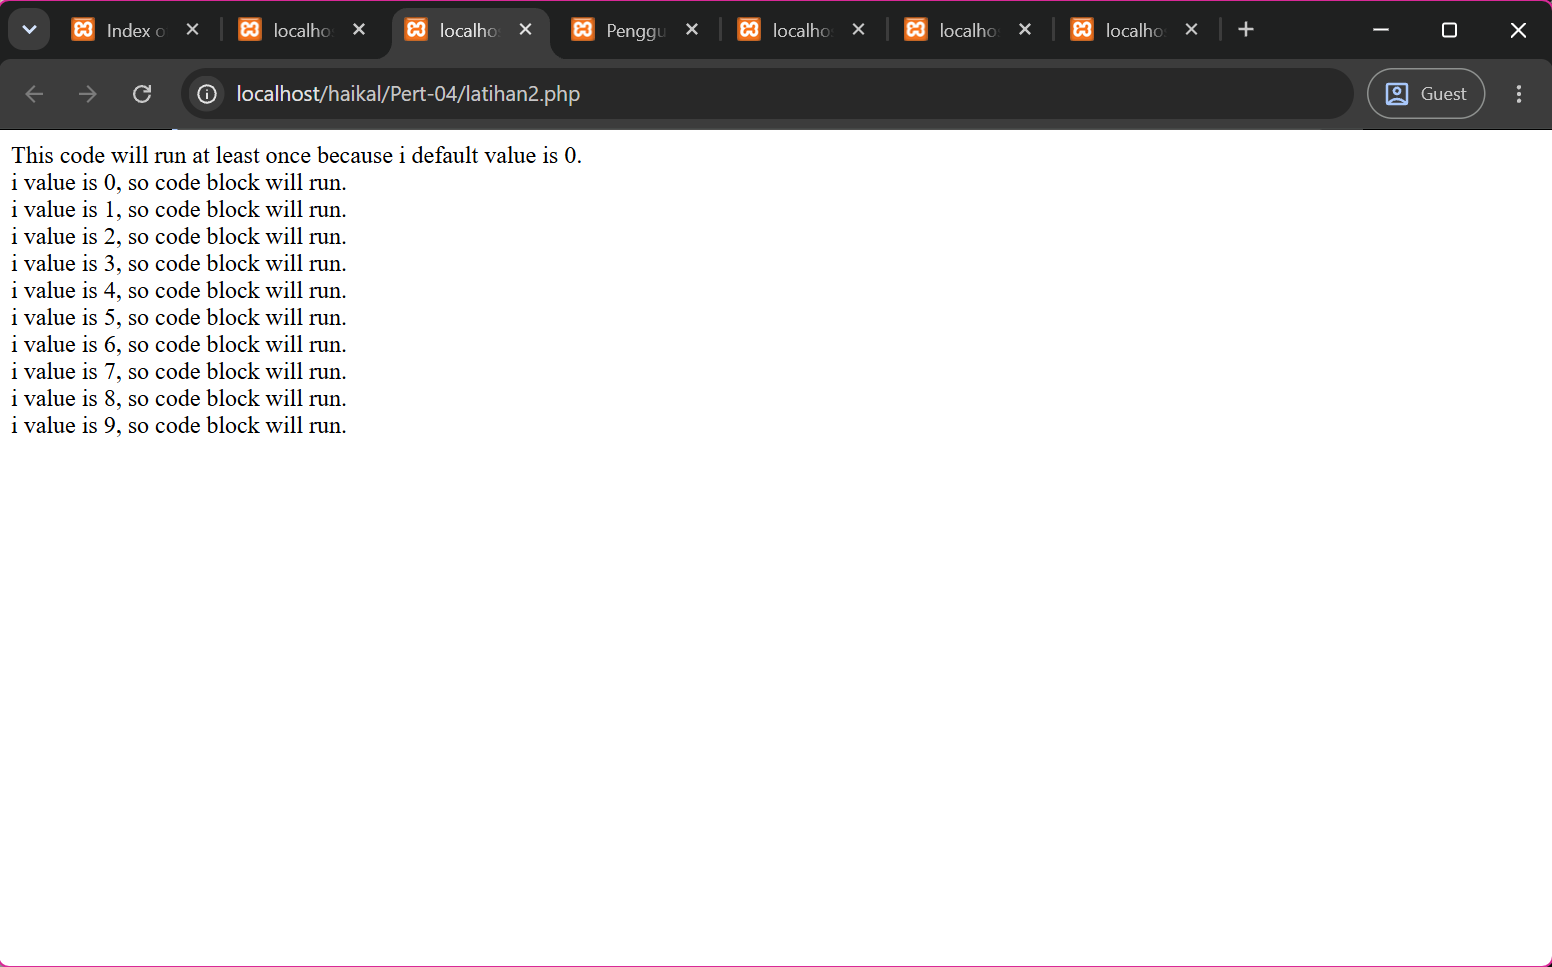 Index o
localho
localhos
Penggu
localho
localho
localho
localhost/haikal/Pert-04/latihan2.php
Guest
This code will run at least once because i default value is 0.
i value is 0, so code block will run.
i value is 1, so code block will run.
i value is 2, so code block will run.
i value is 3, so code block will run.
i value is 4, so code block will run.
i value is 5, so code block will run.
i value is 6, so code block will run.
i value is 7, so code block will run.
i value is 8, so code block will run.
i value is 9, so code block will run.